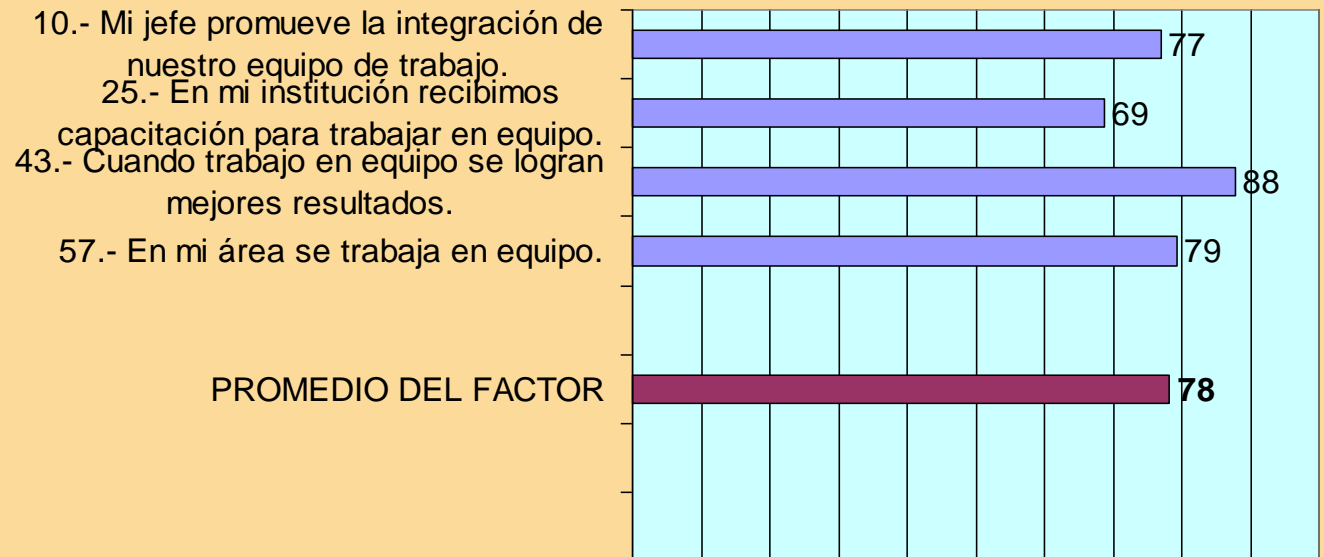 10.- Mi jefe promueve la integración de
nuestro equipo de trabajo.
77
25.- En mi institución recibimos
capacitación para trabajar en equipo.
69
43.- Cuando trabajo en equipo se logran
mejores resultados.
88
57.- En mi área se trabaja en equipo.
79
PROMEDIO DEL FACTOR
78